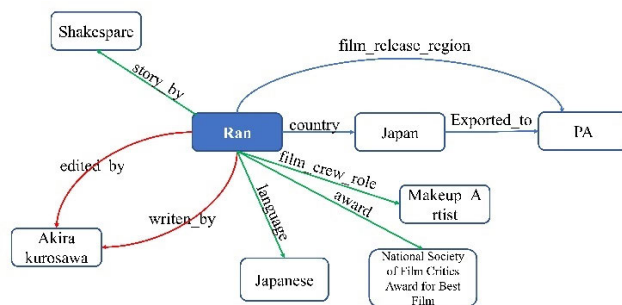 Shakespare
film_release_region
story_by
Ran
country
Japan
Exported_to
PA
edited_by
film_crew_role
writen_by
language
award
Makeup A
rtist
Akira
kurosawa
Japanese
National Society
of Film Critics
Award for Best
Film